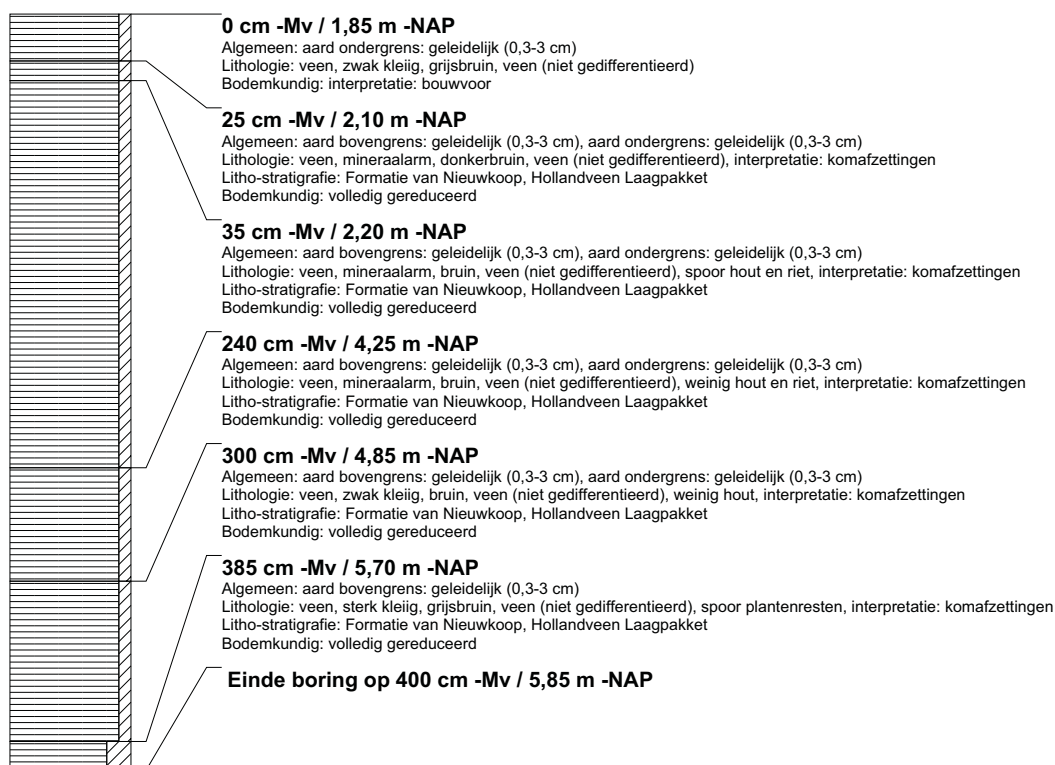 0 cm -Mv / 1,85 m -NAP
Algemeen: aard ondergrens: geleidelijk (0,3-3 cm)
Lithologie: veen, zwak kleiig, grijsbruin, veen (niet gedifferentieerd)
Bodemkundig: interpretatie: bouwvoor
25 cm -Mv / 2,10 m -NAP
Algemeen: aard bovengrens: geleidelijk (0,3-3 cm), aard ondergrens: geleidelijk (0,3-3 cm)
Lithologie: veen, mineraalarm, donkerbruin, veen (niet gedifferentieerd), interpretatie: komafzettingen
Litho-stratigrafie: Formatie van Nieuwkoop, Hollandveen Laagpakket
Bodemkundig: volledig gereduceerd
35 cm -Mv / 2,20 m -NAP
Algemeen: aard bovengrens: geleidelijk (0,3-3 cm), aard ondergrens: geleidelijk (0,3-3 cm)
Lithologie: veen, mineraalarm, bruin, veen (niet gedifferentieerd), spoor hout en riet, interpretatie: komafzettingen
Litho-stratigrafie: Formatie van Nieuwkoop, Hollandveen Laagpakket
Bodemkundig: volledig gereduceerd
240 cm -Mv / 4,25 m -NAP
Algemeen: aard bovengrens: geleidelijk (0,3-3 cm), aard ondergrens: geleidelijk (0,3-3 cm)
Lithologie: veen, mineraalarm, bruin, veen (niet gedifferentieerd), weinig hout en riet, interpretatie: komafzettingen
Litho-stratigrafie: Formatie van Nieuwkoop, Hollandveen Laagpakket
Bodemkundig: volledig gereduceerd
300 cm -Mv / 4,85 m -NAP
Algemeen: aard bovengrens: geleidelijk (0,3-3 cm), aard ondergrens: geleidelijk (0,3-3 cm)
Lithologie: veen, zwak kleiig, bruin, veen (niet gedifferentieerd), weinig hout, interpretatie: komafzettingen
Litho-stratigrafie: Formatie van Nieuwkoop, Hollandveen Laagpakket
Bodemkundig: volledig gereduceerd
385 cm -Mv / 5,70 m -NAP
Algemeen: aard bovengrens: geleidelijk (0,3-3 cm)
Lithologie: veen, sterk kleiig, grijsbruin, veen (niet gedifferentieerd), spoor plantenresten, interpretatie: komafzettingen
Litho-stratigrafie: Formatie van Nieuwkoop, Hollandveen Laagpakket
Bodemkundig: volledig gereduceerd
Einde boring op 400 cm -Mv / 5,85 m -NAP